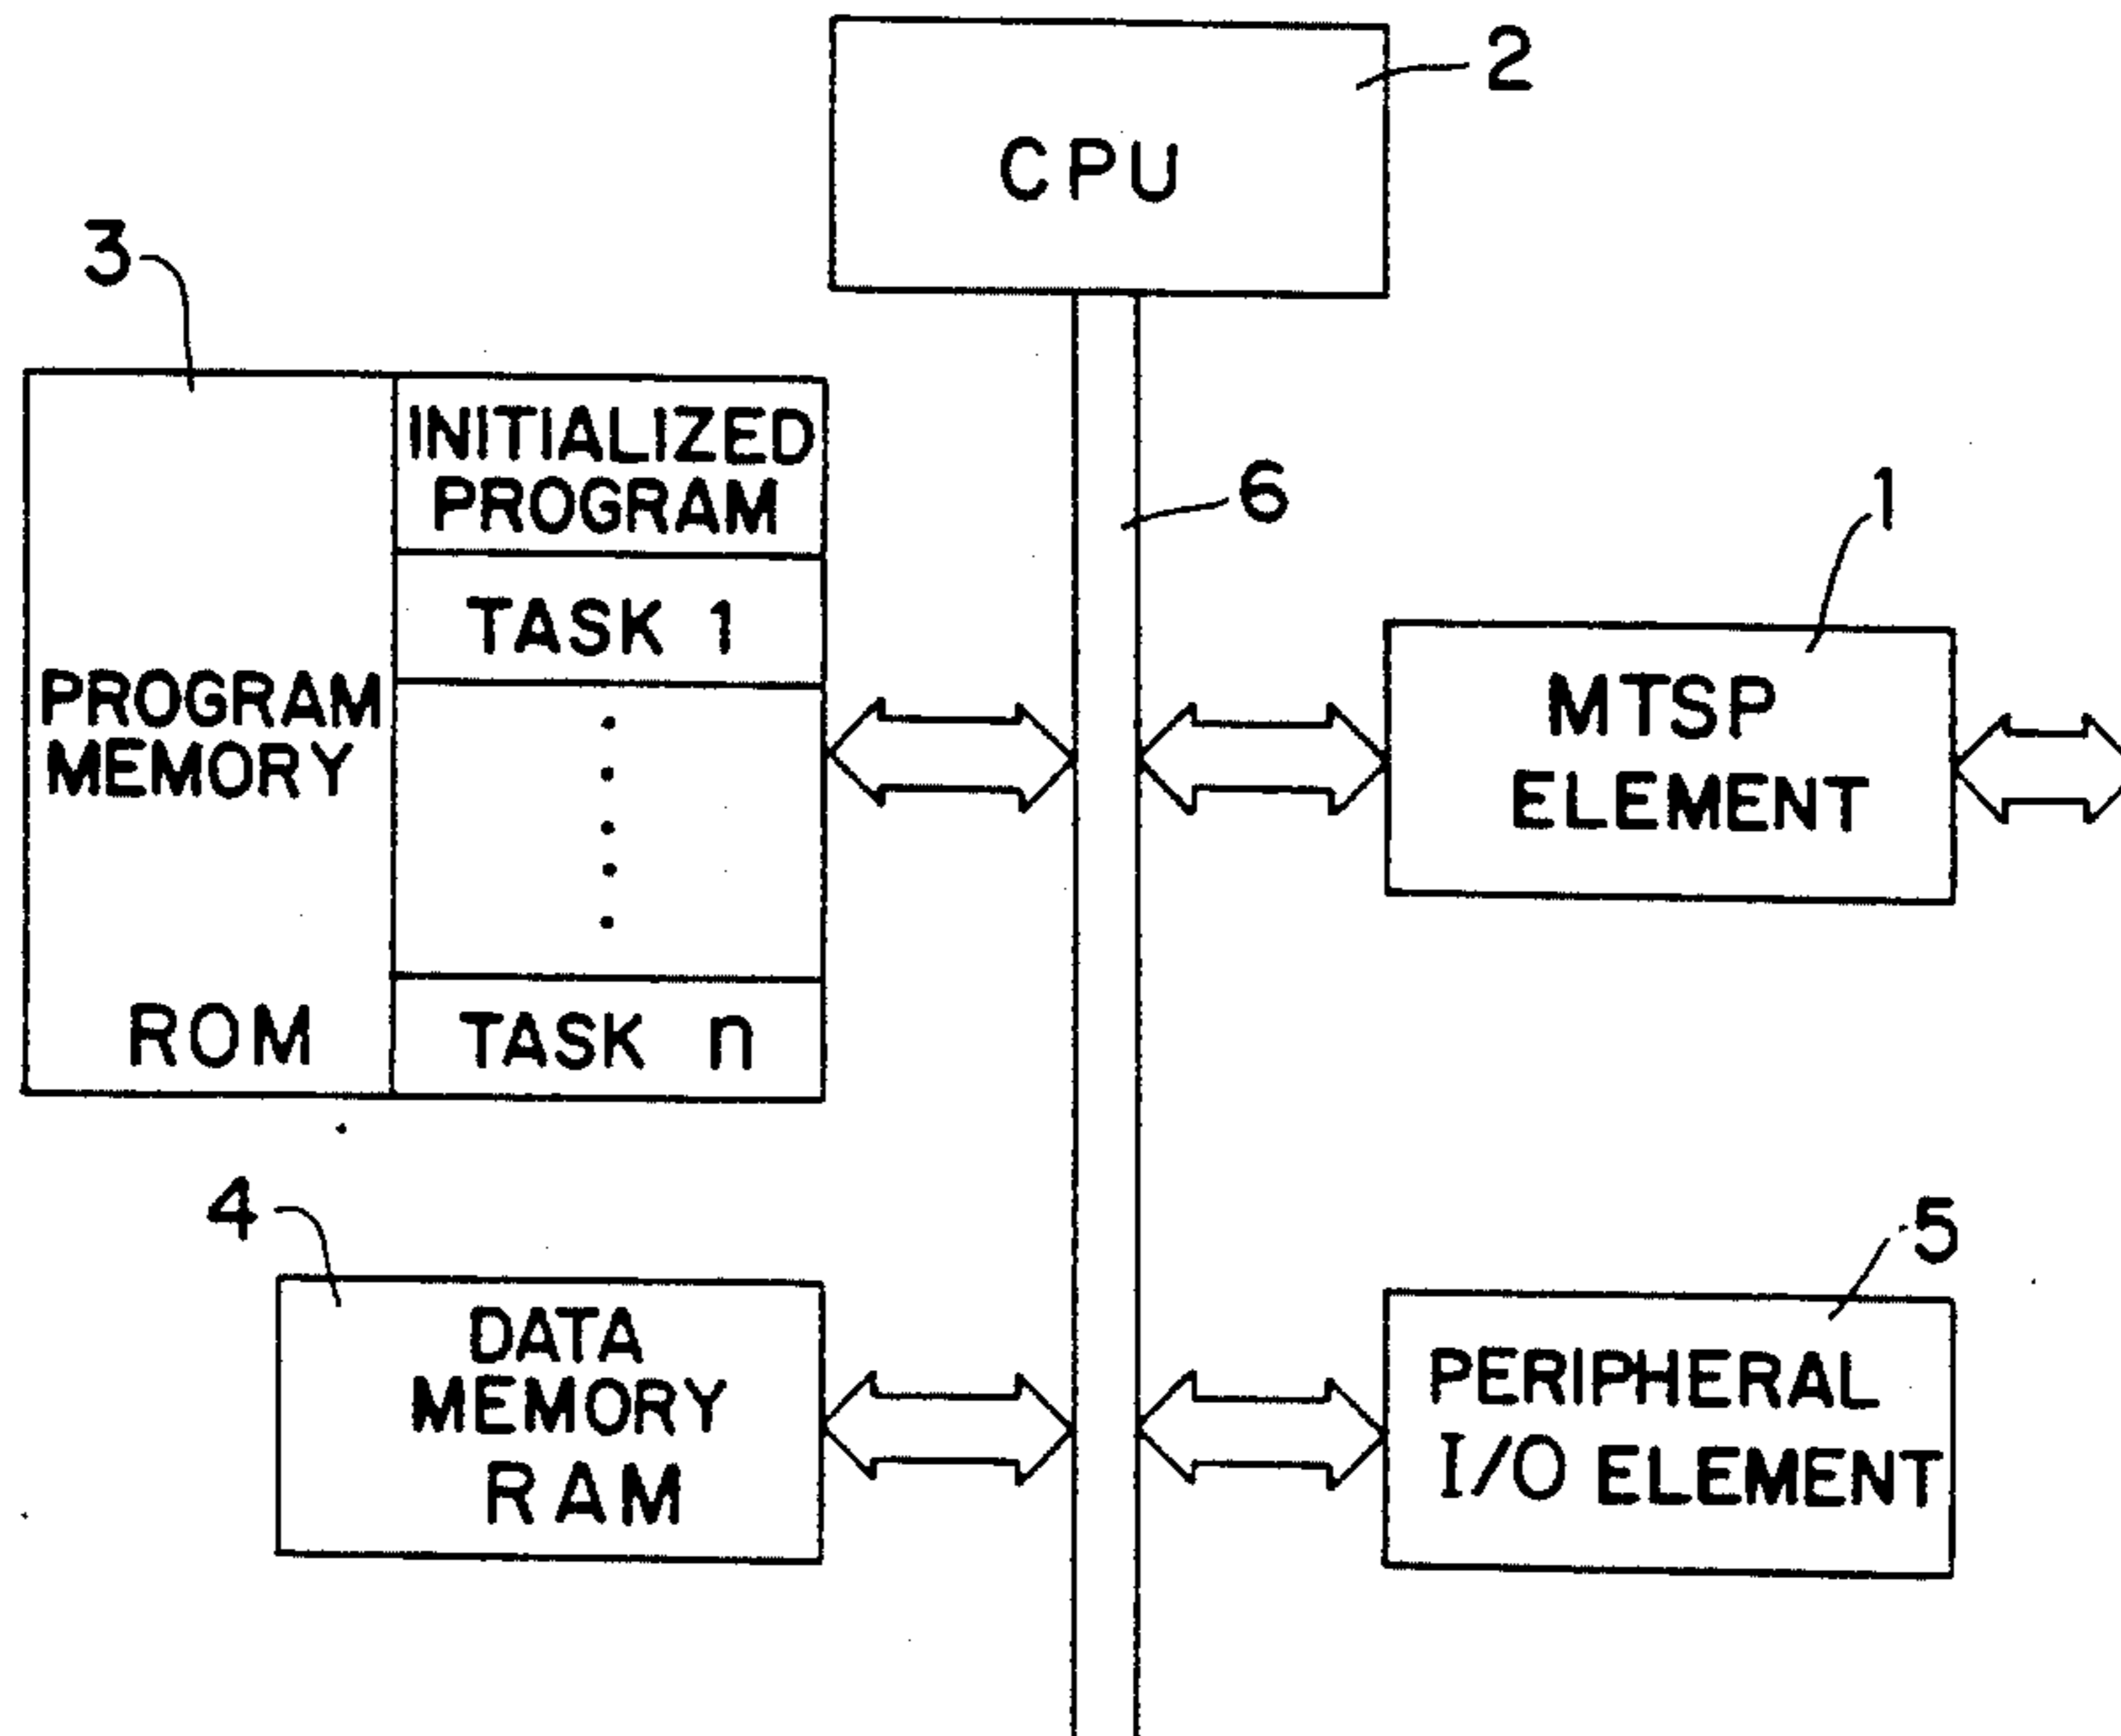 2
CPU
3
INITIALIZED
PROGRAM
6
1
TASK 1
PROGRAM
MEMORY
MTSP
ELEMENT
ROM
TASK n
4
5
DATA
MEMORY
RAM
PERIPHERAL
I/O ELEMENT